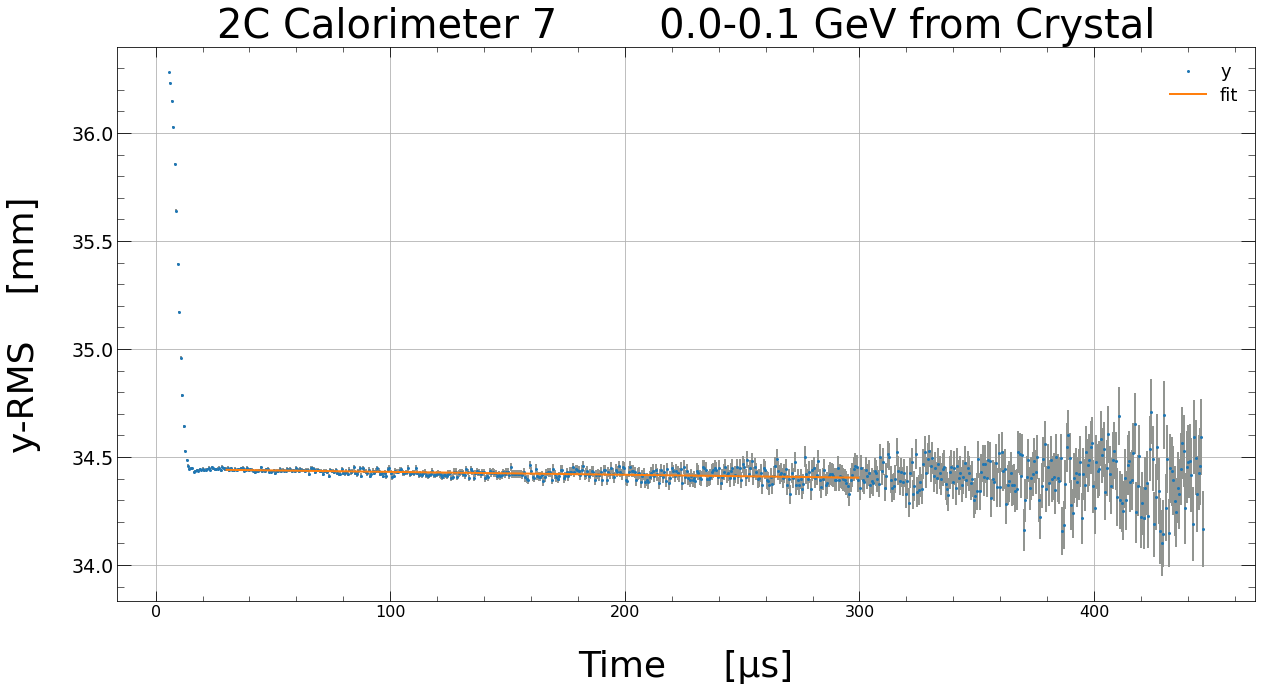 2C Calorimeter 7 0.0-0.1 GeV from Crystal
y
fit
y-RMS [mm]
36.0
35.5
35.0
34.5
34.0
0 100 200 300 400
Time [µs]